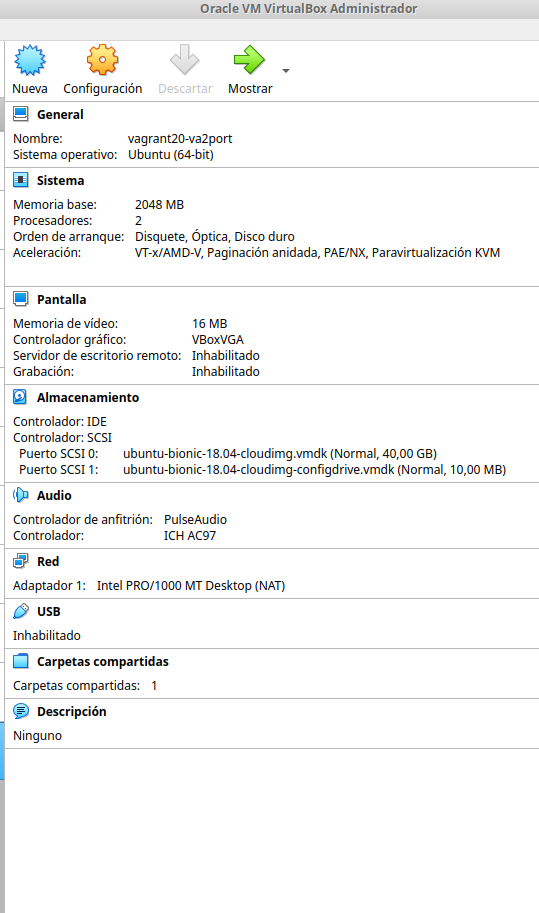 Oracle VM VirtualBox Administrador
Nueva Configuración Descartar Mostrar
General
Nombre: vagrant20-va2port
Sistema operativo: Ubuntu (64-bit)
Sistema
Memoria base: 2048 MB
Procesadores: 2
Orden de arranque: Disquete, Óptica, Disco duro
Aceleración: VT-x/AMD-V, Paginación anidada, PAE/NX, Paravirtualización KVM
Pantalla
Memoria de vídeo: 16 MB
Controlador gráfico: VBoxVGA
Servidor de escritorio remoto: Inhabilitado
Grabación: Inhabilitado
Almacenamiento
Controlador: IDE
Controlador: SCSI
Puerto SCSI 0: ubuntu-bionic-18.04-cloudimg.vmdk (Normal, 40,00 GB)
Puerto SCSI 1: ubuntu-bionic-18.04-cloudimg-configdrive.vmdk (Normal, 10,00 MB)
Audio
Controlador de anfitrión: PulseAudio
Controlador: ICH AC97
Red
Adaptador 1: Intel PRO/1000 MT Desktop (NAT)
USB
Inhabilitado
Carpetas compartidas
Carpetas compartidas: 1
Descripción
Ninguno